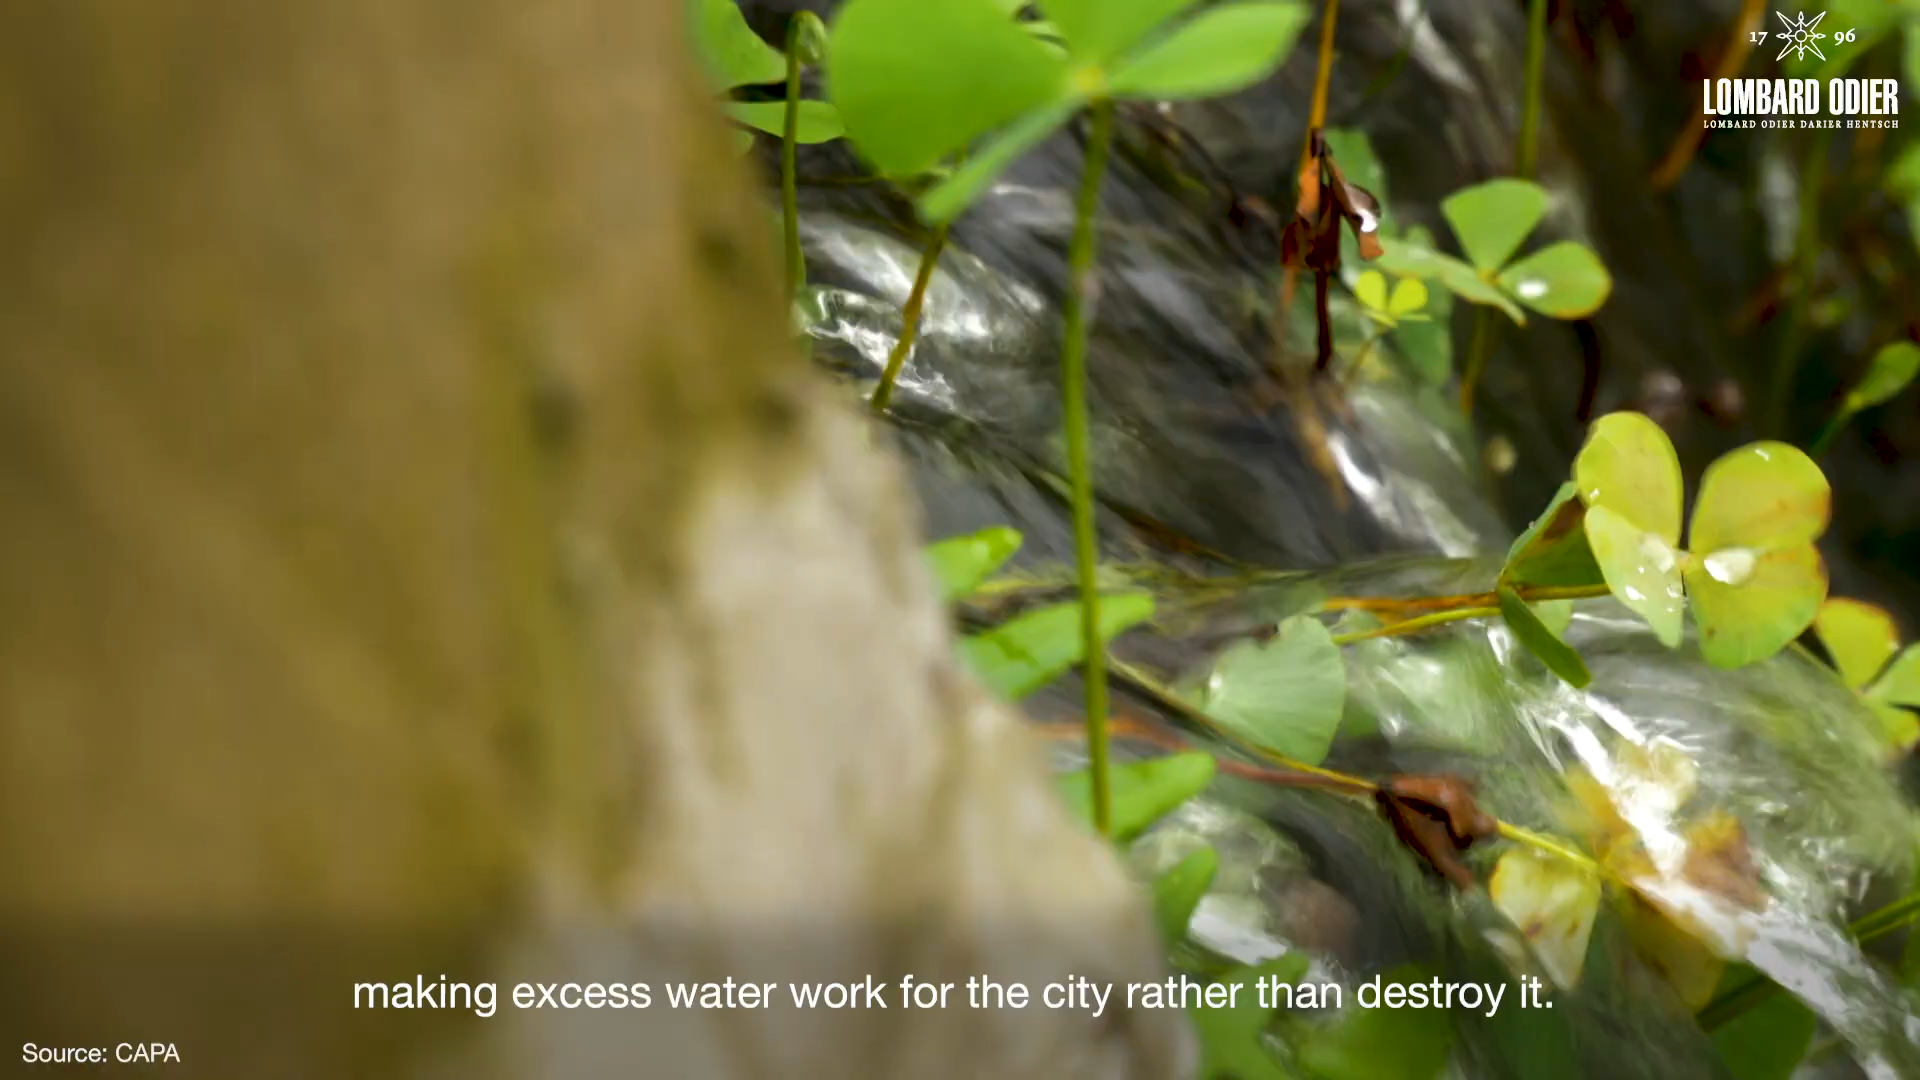 17 96
LOMBARD ODIER
LOMBARD ODIER DARIER HENTSCH
making excess water work for the city rather than destroy it.
Source: CAPA